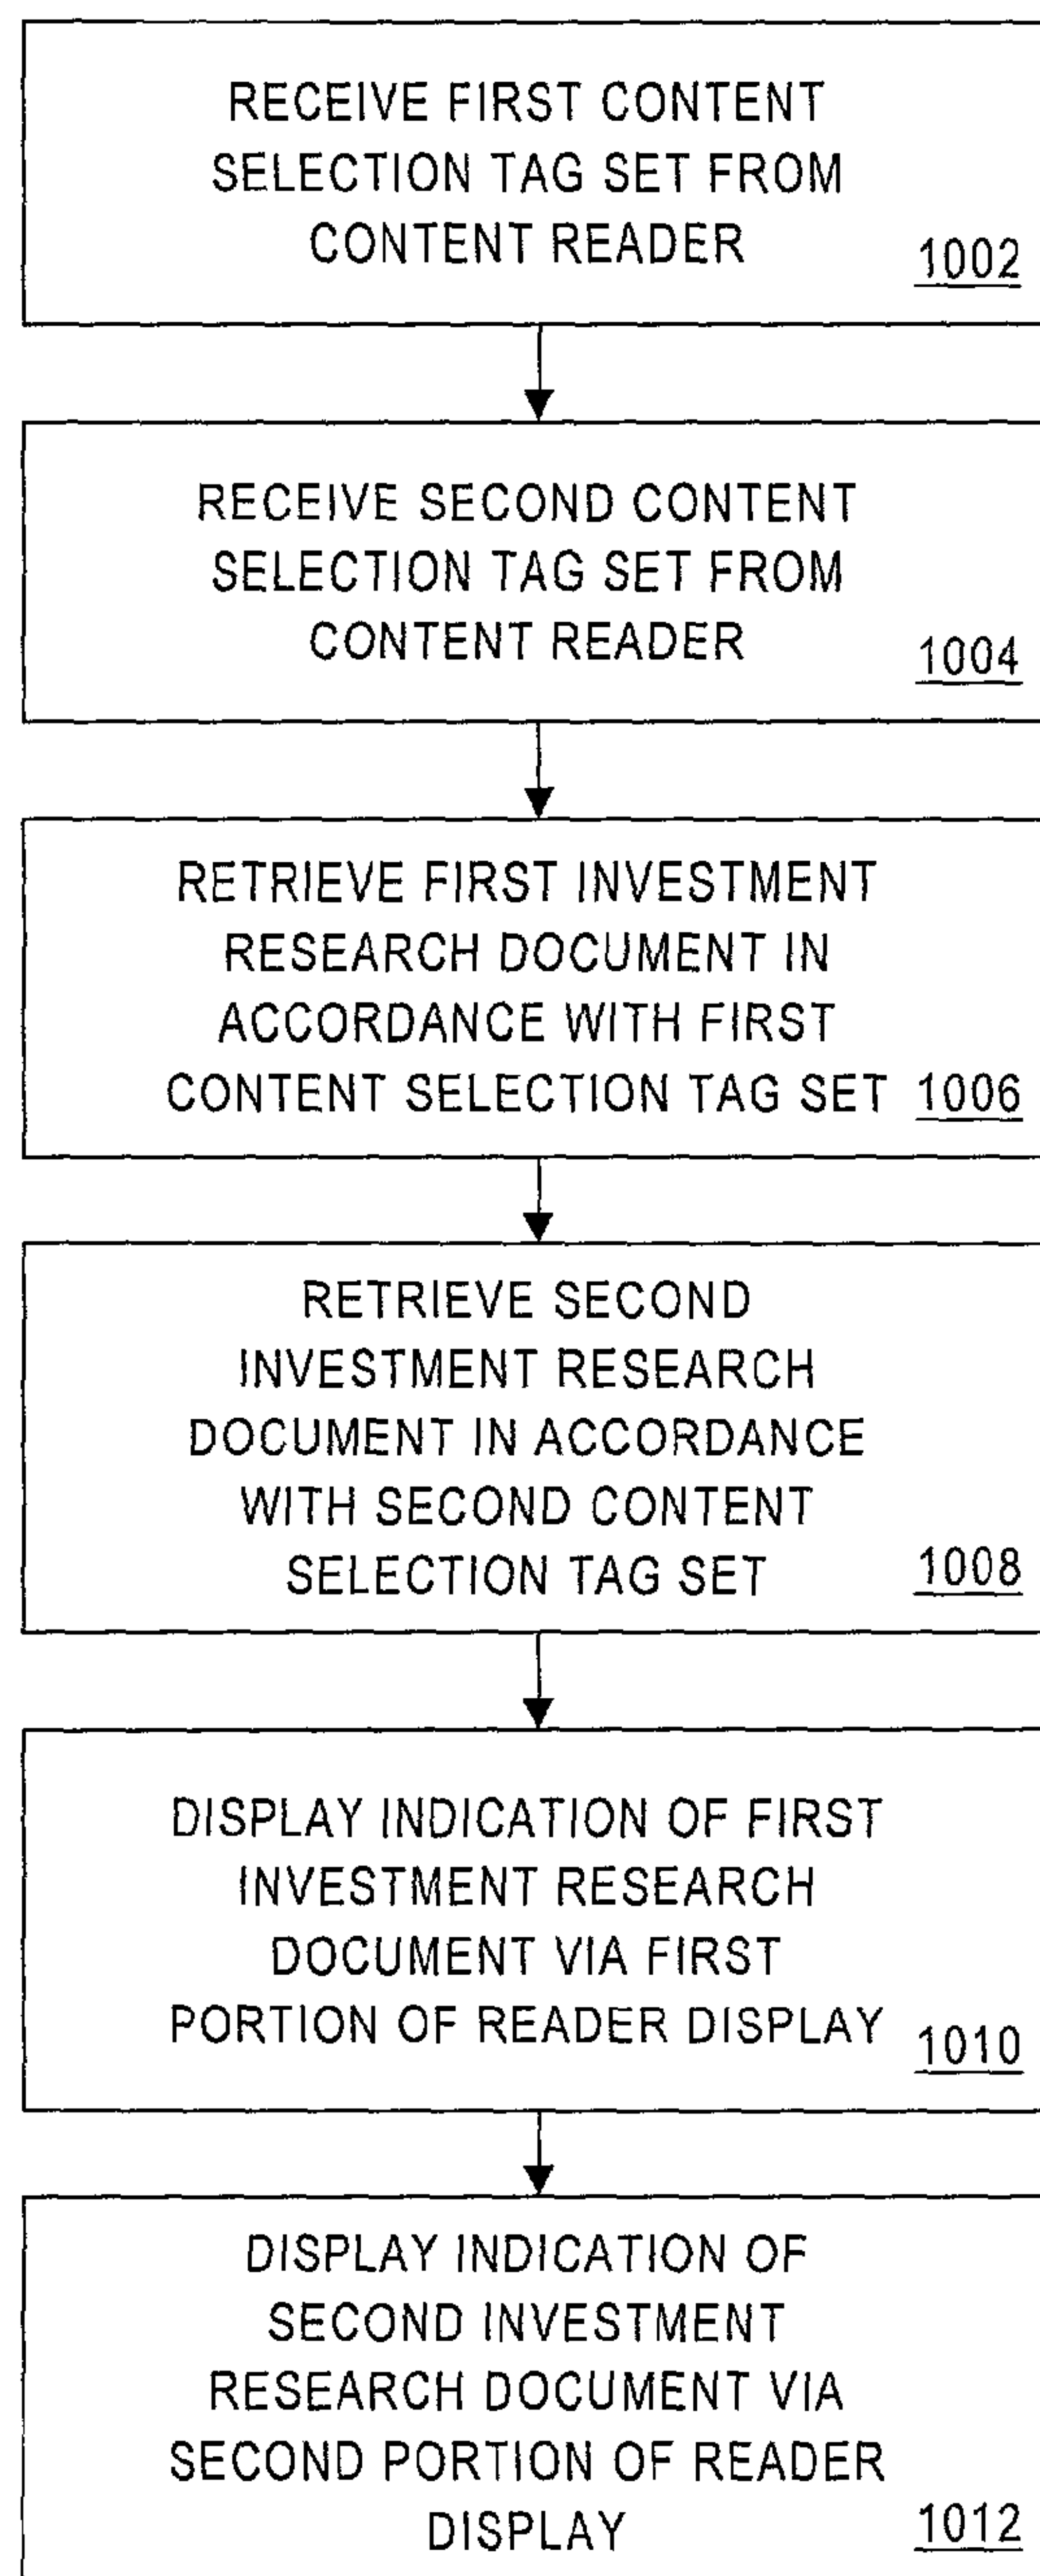 RECEIVE FIRST CONTENT
SELECTION TAG SET FROM
CONTENT READER
1002
RECEIVE SECOND CONTENT
SELECTION TAG SET FROM
CONTENT READER
1004
RETRIEVE FIRST INVESTMENT
RESEARCH DOCUMENT IN
ACCORDANCE WITH FIRST
CONTENT SELECTION TAG SET 1006
RETRIEVE SECOND
INVESTMENT RESEARCH
DOCUMENT IN ACCORDANCE
WITH SECOND CONTENT
SELECTION TAG SET 1008
DISPLAY INDICATION OF FIRST
INVESTMENT RESEARCH
DOCUMENT VIA FIRST
PORTION OF READER DISPLAY 1010
DISPLAY INDICATION OF
SECOND INVESTMENT
RESEARCH DOCUMENT VIA
SECOND PORTION OF READER
DISPLAY 1012